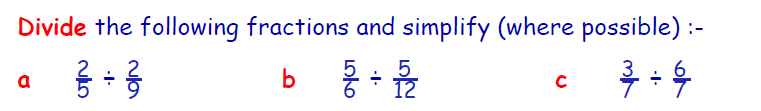 Divide the following fractions and simplify (where possible) :-
a 2/5 ÷ 2/9 b 5/6 ÷ 5/12 c 3/7 ÷ 6/7